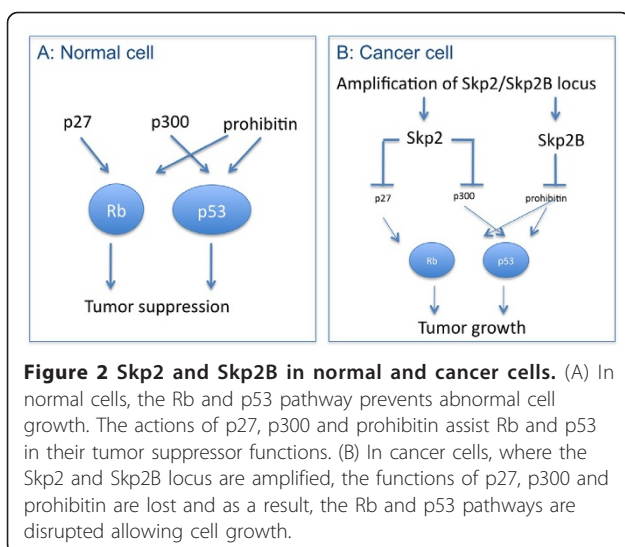 A: Normal cell
p27 p300 prohibitin
Rb p53
Tumor suppression
B: Cancer cell
Amplification of Skp2/Skp2B locus
Skp2 Skp2B
p27 p300 prohibitin
Rb p53
Tumor growth
Figure 2 Skp2 and Skp2B in normal and cancer cells. (A) In
normal cells, the Rb and p53 pathway prevents abnormal cell
growth. The actions of p27, p300 and prohibitin assist Rb and p53
in their tumor suppressor functions. (B) In cancer cells, where the
Skp2 and Skp2B locus are amplified, the functions of p27, p300 and
prohibitin are lost and as a result, the Rb and p53 pathways are
disrupted allowing cell growth.